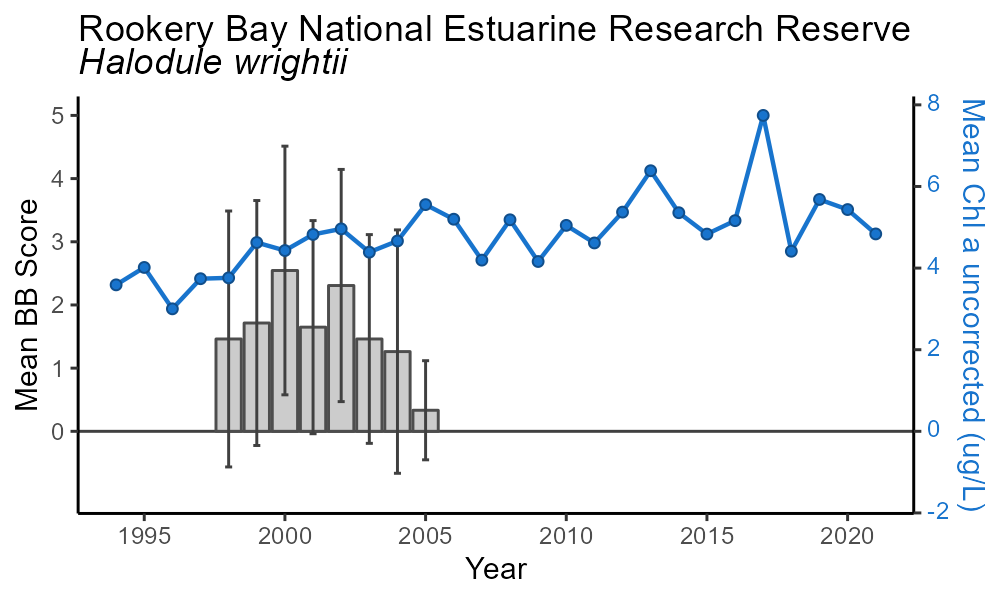 Rookery Bay National Estuarine Research Reserve
Halodule wrightii
5
4
3
2
1
0
Mean BB Score
8
6
4
2
0
-2
Mean Chl a uncorrected (ug/L)
1995 2000 2005 2010 2015 2020
Year